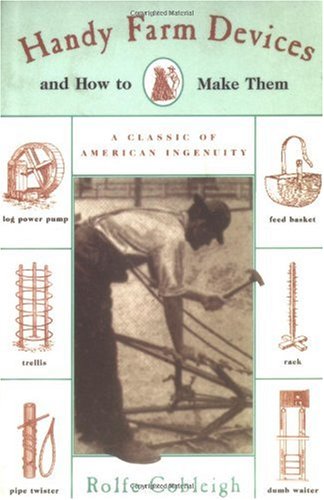 Handy Farm Devices
and How to Make Them
A CLASSIC OF
AMERICAN INGENUITY
log power pump
feed basket
trellis
rack
pipe twister
dumb waiter
Rolfe Cobleigh